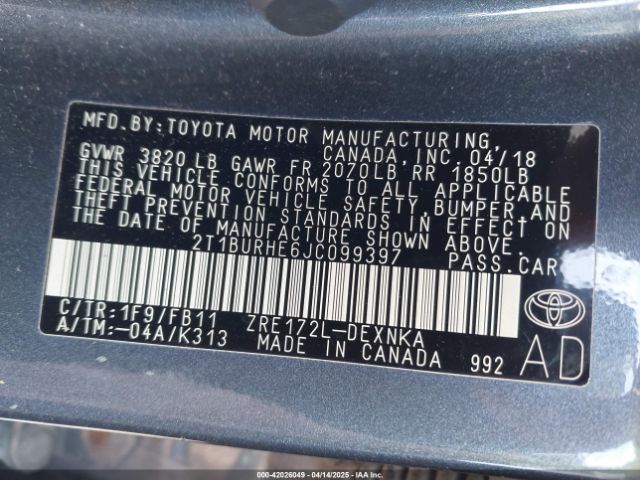 MFD.BY:TOYOTA MOTOR MANUFACTURING,
CANADA,INC. 04/18
GVWR 3820 LB GAWR FR 2070LB,RR 1850LB
THIS VEHICLE CONFORMS TO ALL APPLICABLE
FEDERAL MOTOR VEHICLE SAFETY,BUMPER,AND
THEFT PREVENTION STANDARDS IN EFFECT ON
THE DATE OF MANUFACTURE SHOWN ABOVE.
2T1BURHE6JC099397 PASS.CAR
C/TR:1F9/FB11 ZRE172L-DEXNKA
A/TM:-04A/K313 MADE IN CANADA 992
AD
000-42026049 - 04/14/2025 - IAAI.COM